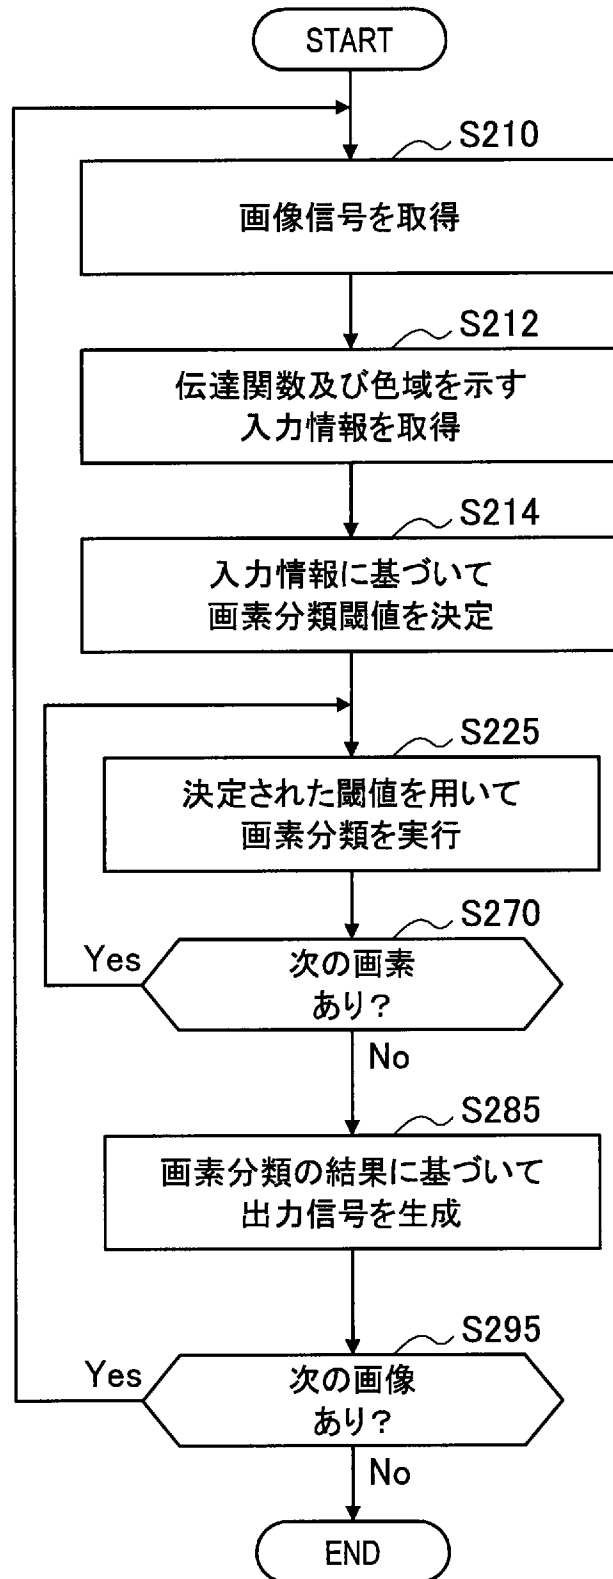 START
S210
画像信号を取得
S212
伝達関数及び色域を示す
入力情報を取得
S214
入力情報に基づいて
画素分類閾値を決定
S225
決定された閾値を用いて
画素分類を実行
S270
Yes
次の画素
あり?
No
S285
画素分類の結果に基づいて
出力信号を生成
S295
Yes
次の画像
あり?
No
END